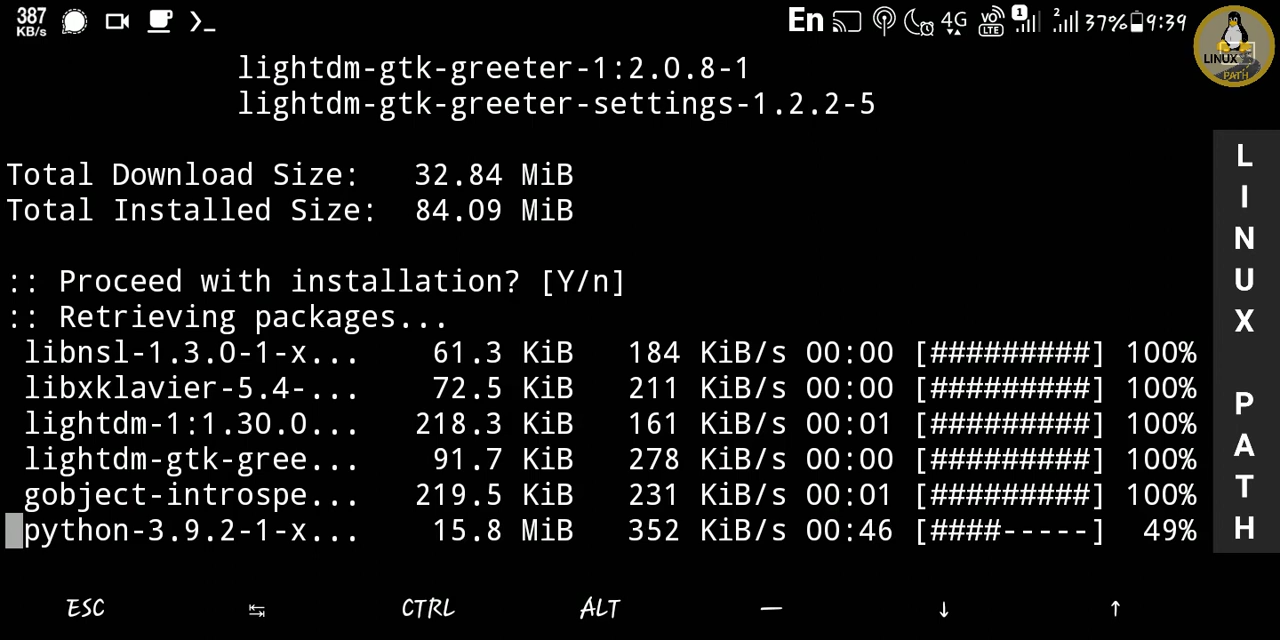 387
KB/s
En
4G
VO
LTE
1
2
37%
9:39
LINUX
PATH
lightdm-gtk-greeter-1:2.0.8-1
lightdm-gtk-greeter-settings-1.2.2-5
Total Download Size: 32.84 MiB
Total Installed Size: 84.09 MiB
:: Proceed with installation? [Y/n]
:: Retrieving packages...
libnsl-1.3.0-1-x... 61.3 KiB 184 KiB/s 00:00 [#########] 100%
libxklavier-5.4-... 72.5 KiB 211 KiB/s 00:00 [#########] 100%
lightdm-1:1.30.0... 218.3 KiB 161 KiB/s 00:01 [#########] 100%
lightdm-gtk-gree... 91.7 KiB 278 KiB/s 00:00 [#########] 100%
gobject-introspe... 219.5 KiB 231 KiB/s 00:01 [#########] 100%
python-3.9.2-1-x... 15.8 MiB 352 KiB/s 00:46 [####-----] 49%
LINUX PATH
ESC ↹ CTRL ALT — ↓ ↑